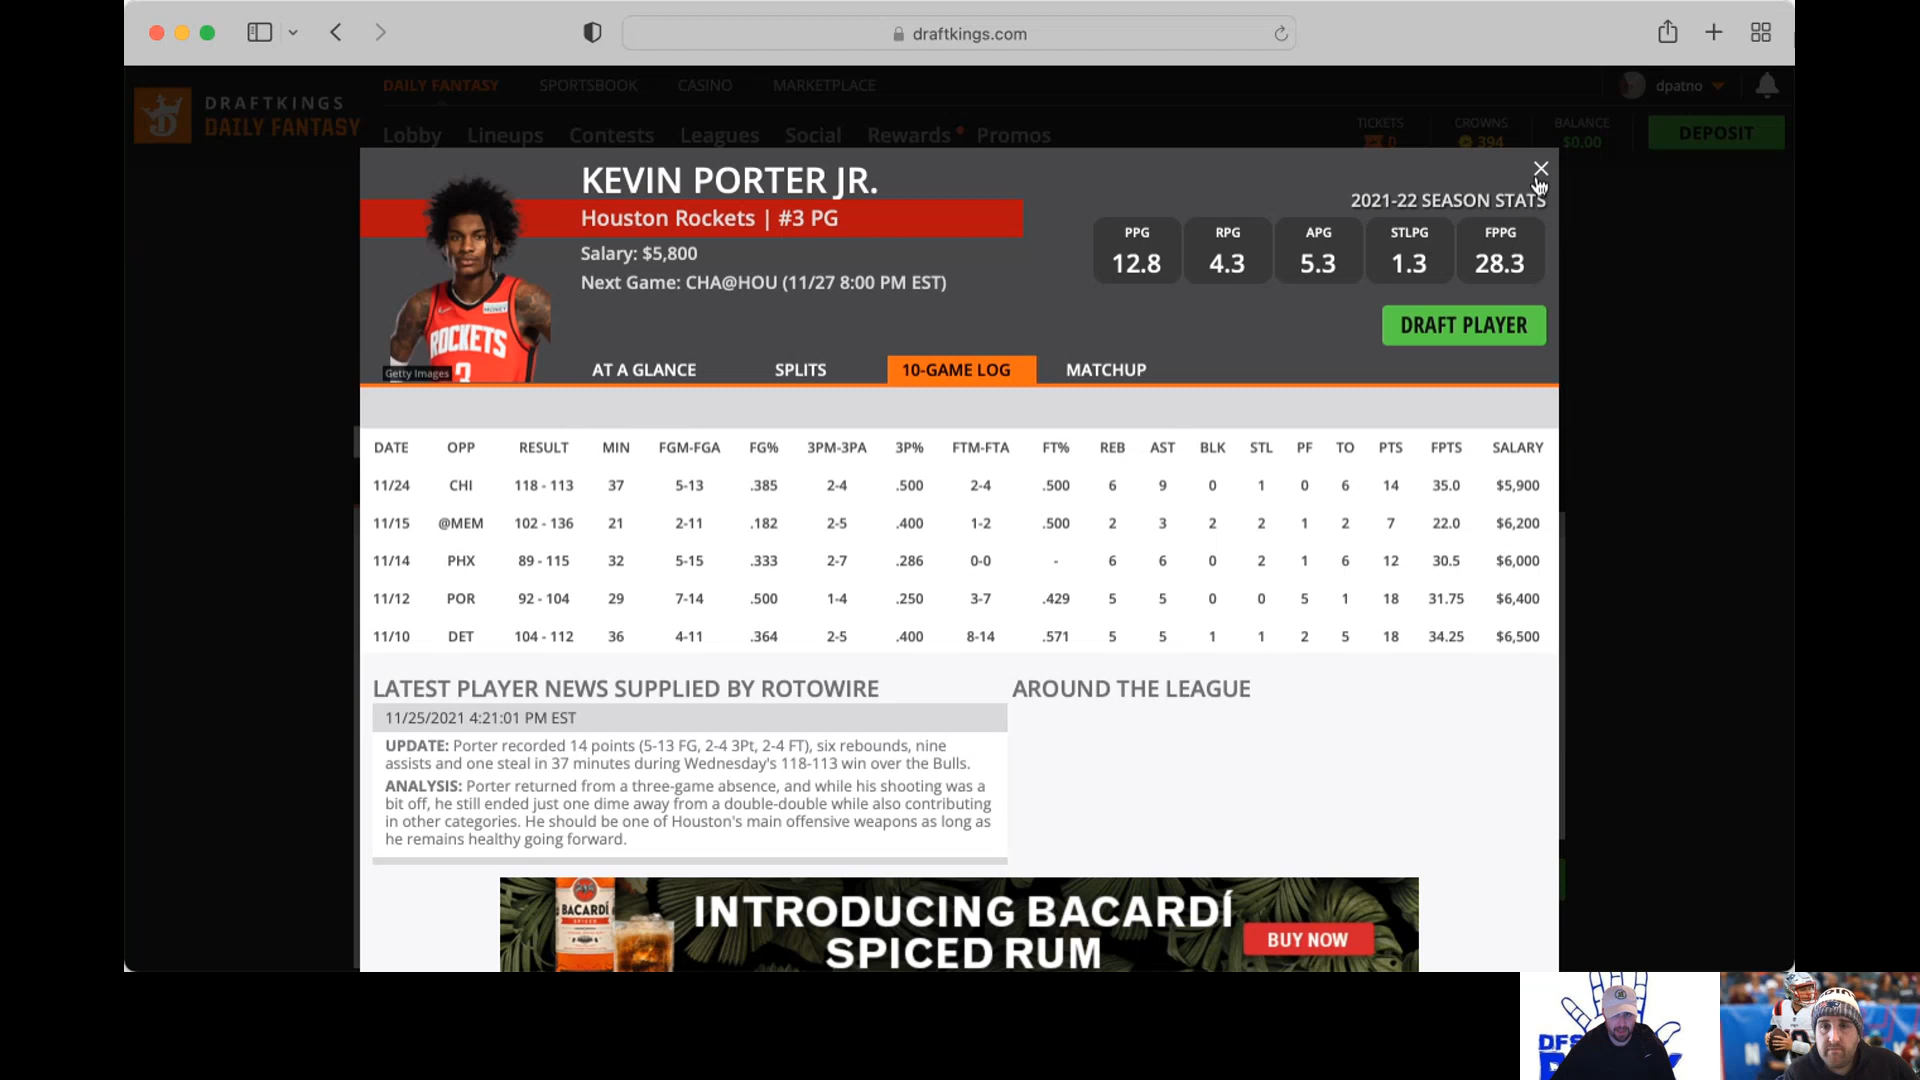 draftkings.com
DRAFTKINGS
DAILY FANTASY
DAILY FANTASY SPORTSBOOK CASINO MARKETPLACE
dpatno
Lobby Lineups Contests Leagues Social Rewards Promos
TICKETS CROWNS BALANCE
0 394 $0.00
DEPOSIT
KEVIN PORTER JR.
Houston Rockets | #3 PG
Salary: $5,800
Next Game: CHA@HOU (11/27 8:00 PM EST)
2021-22 SEASON STATS
PPG RPG APG STLPG FPPG
12.8 4.3 5.3 1.3 28.3
DRAFT PLAYER
ROCKETS
3
Getty Images
AT A GLANCE SPLITS 10-GAME LOG MATCHUP
DATE OPP RESULT MIN FGM-FGA FG% 3PM-3PA 3P% FTM-FTA FT% REB AST BLK STL PF TO PTS FPTS SALARY
11/24 CHI 118 - 113 37 5-13 .385 2-4 .500 2-4 .500 6 9 0 1 0 6 14 35.0 $5,900
11/15 @MEM 102 - 136 21 2-11 .182 2-5 .400 1-2 .500 2 3 2 2 1 2 7 22.0 $6,200
11/14 PHX 89 - 115 32 5-15 .333 2-7 .286 0-0 - 6 6 0 2 1 6 12 30.5 $6,000
11/12 POR 92 - 104 29 7-14 .500 1-4 .250 3-7 .429 5 5 0 0 5 1 18 31.75 $6,400
11/10 DET 104 - 112 36 4-11 .364 2-5 .400 8-14 .571 5 5 1 1 2 5 18 34.25 $6,500
LATEST PLAYER NEWS SUPPLIED BY ROTOWIRE
AROUND THE LEAGUE
11/25/2021 4:21:01 PM EST
UPDATE: Porter recorded 14 points (5-13 FG, 2-4 3Pt, 2-4 FT), six rebounds, nine
assists and one steal in 37 minutes during Wednesday's 118-113 win over the Bulls.
ANALYSIS: Porter returned from a three-game absence, and while his shooting was a
bit off, he still ended just one dime away from a double-double while also contributing
in other categories. He should be one of Houston's main offensive weapons as long as
he remains healthy going forward.
BACARDÍ
INTRODUCING BACARDÍ
SPICED RUM
BUY NOW
DFS